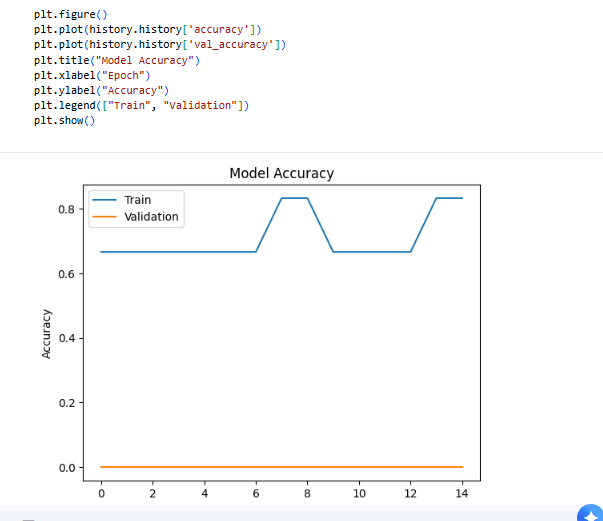 plt.figure()
plt.plot(history.history['accuracy'])
plt.plot(history.history['val_accuracy'])
plt.title("Model Accuracy")
plt.xlabel("Epoch")
plt.ylabel("Accuracy")
plt.legend(["Train", "Validation"])
plt.show()
Model Accuracy
Train
Validation
0.8
0.6
0.4
0.2
0.0
Accuracy
0 2 4 6 8 10 12 14